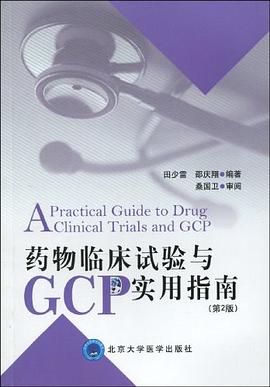 田少雷 邵庆翔●编著
桑国卫●审阅
A Practical Guide to Drug
Clinical Trials and GCP
药物临床试验与
GCP实用指南
(第2版)
北京大学医学出版社